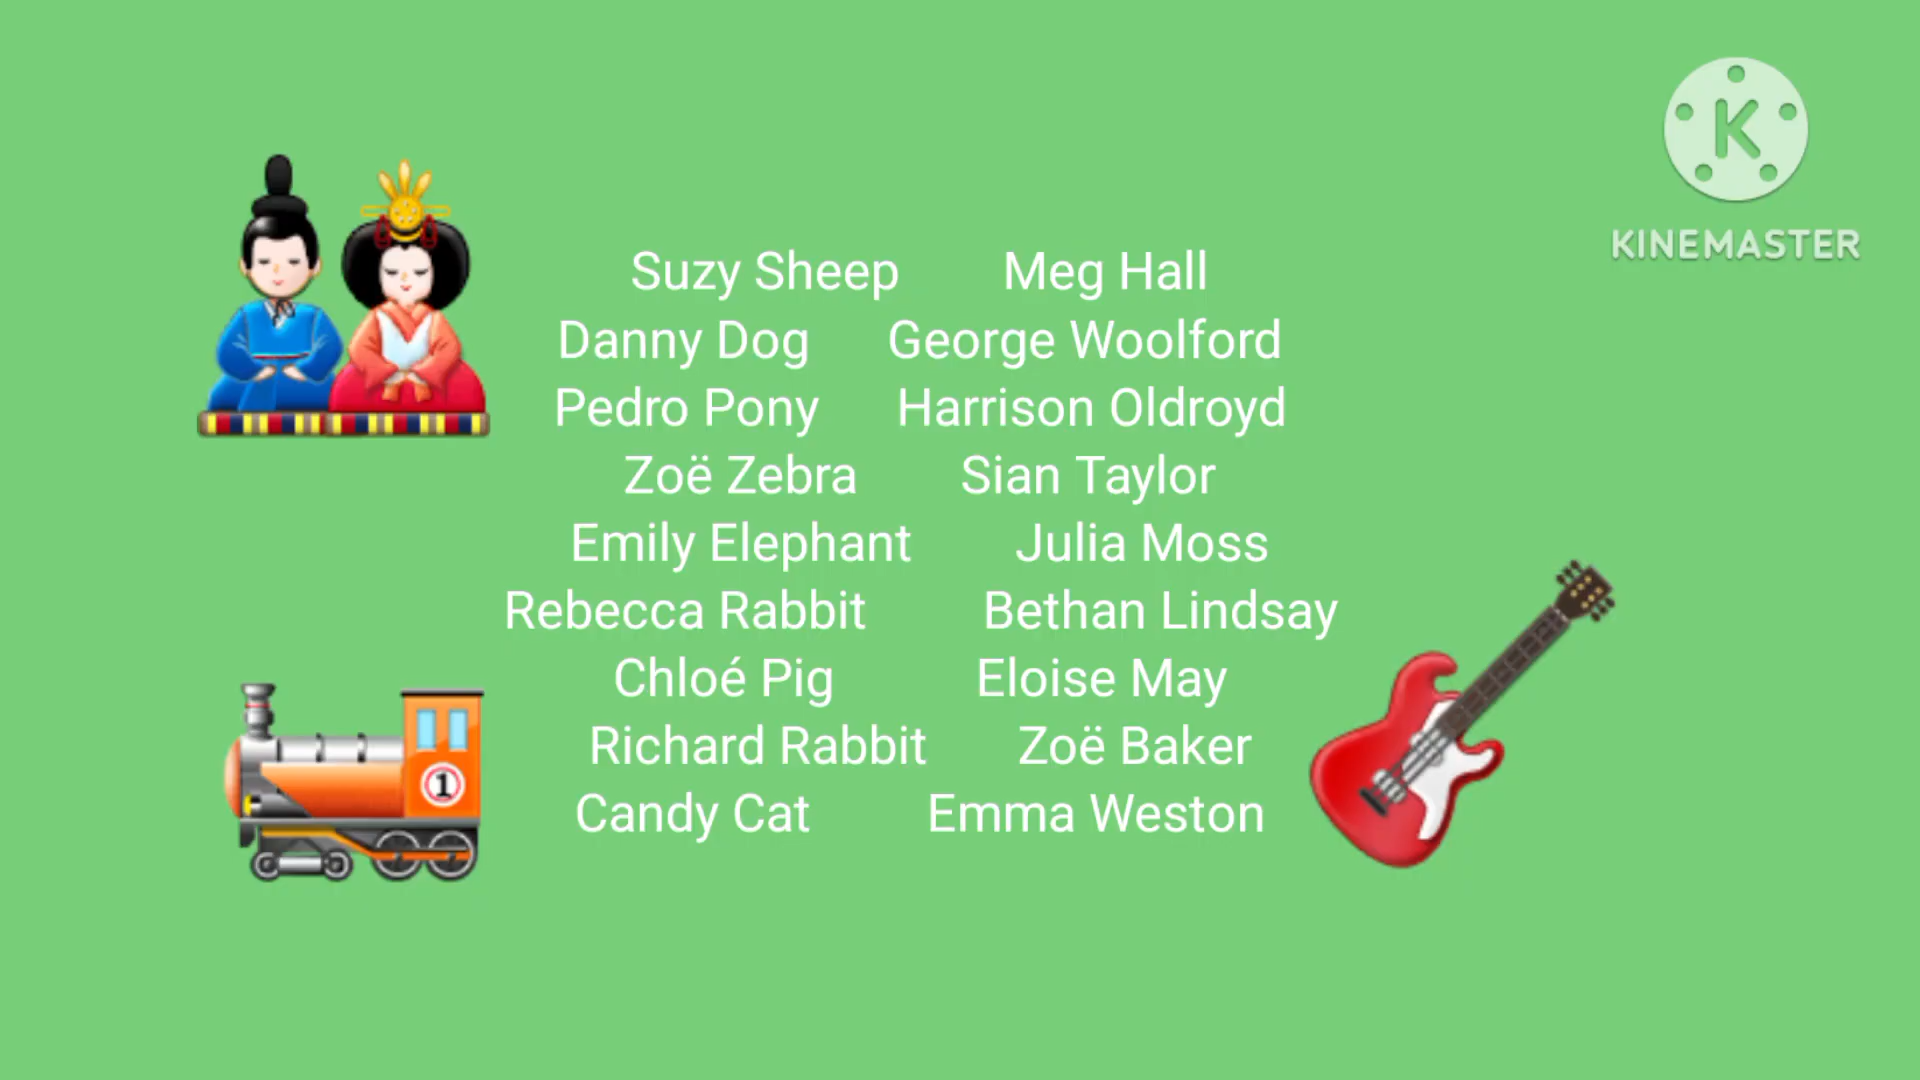 KINEMASTER
Suzy Sheep Meg Hall
Danny Dog George Woolford
Pedro Pony Harrison Oldroyd
Zoë Zebra Sian Taylor
Emily Elephant Julia Moss
Rebecca Rabbit Bethan Lindsay
Chloé Pig Eloise May
Richard Rabbit Zoë Baker
Candy Cat Emma Weston
1